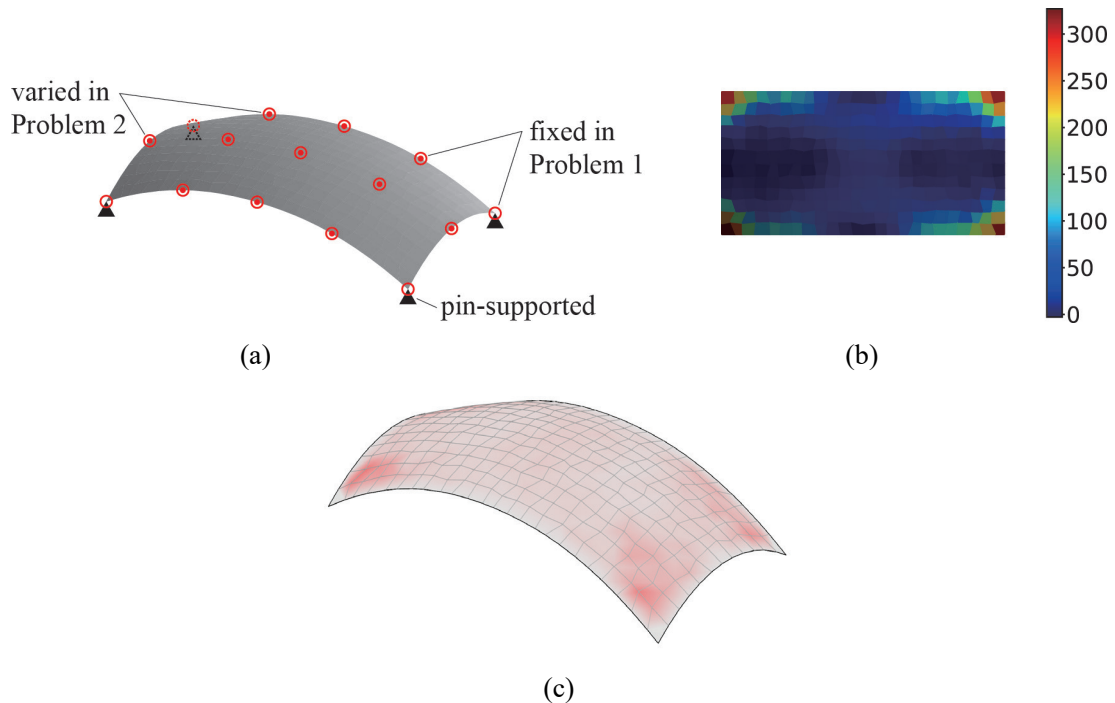 varied in
Problem 2
fixed in
Problem 1
pin-supported
(a)
300
250
200
150
100
50
0
(b)
(c)